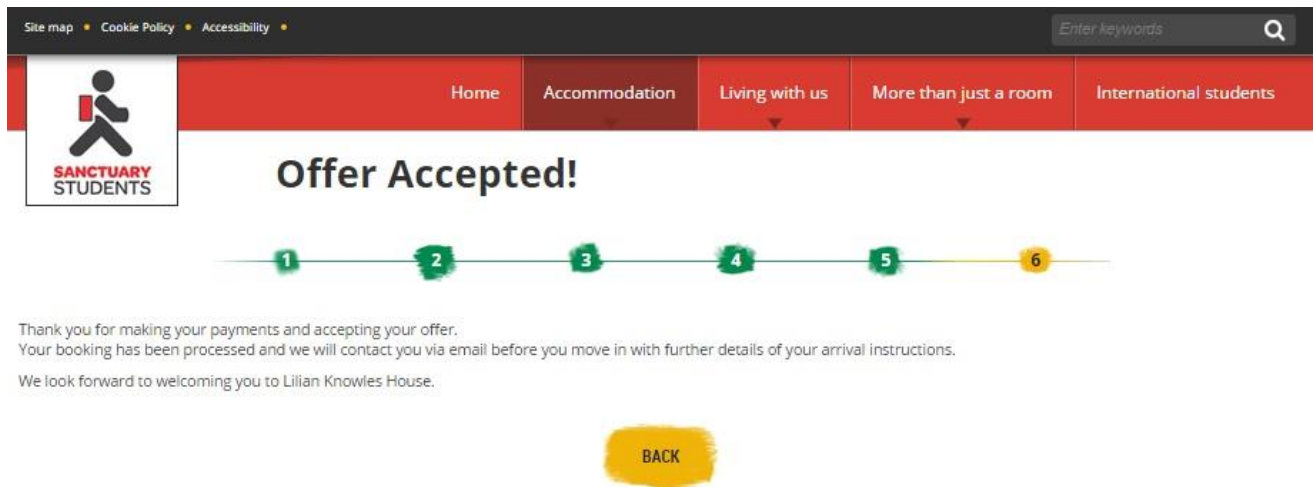 Site map • Cookie Policy • Accessibility •
Enter keywords
Home Accommodation Living with us More than just a room International students
SANCTUARY
STUDENTS
Offer Accepted!
1 2 3 4 5 6
Thank you for making your payments and accepting your offer.
Your booking has been processed and we will contact you via email before you move in with further details of your arrival instructions.
We look forward to welcoming you to Lilian Knowles House.
BACK